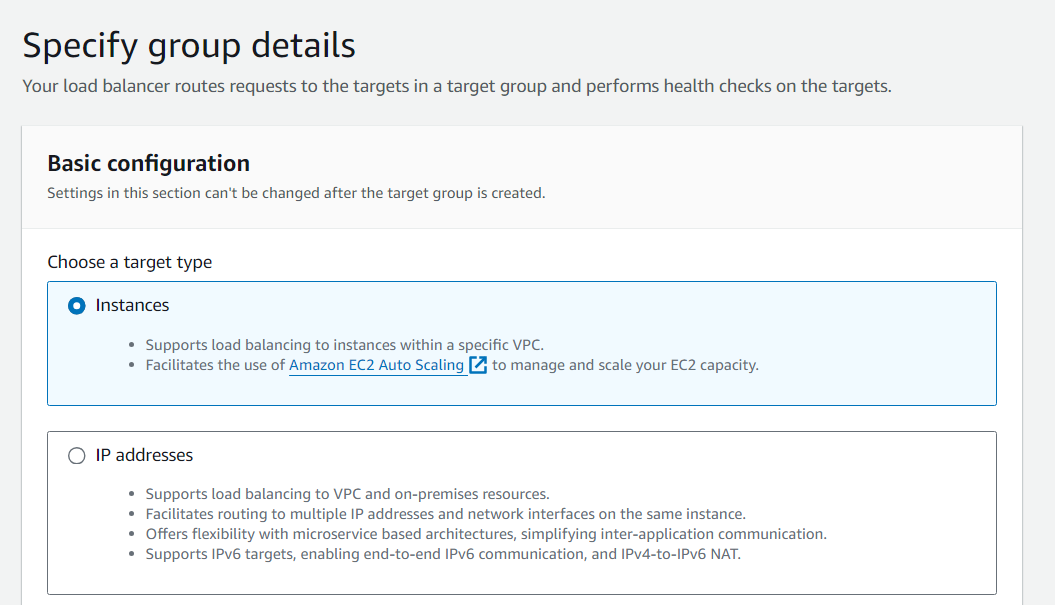 Specify group details
Your load balancer routes requests to the targets in a target group and performs health checks on the targets.
Basic configuration
Settings in this section can't be changed after the target group is created.
Choose a target type
Instances
• Supports load balancing to instances within a specific VPC.
• Facilitates the use of Amazon EC2 Auto Scaling to manage and scale your EC2 capacity.
IP addresses
• Supports load balancing to VPC and on-premises resources.
• Facilitates routing to multiple IP addresses and network interfaces on the same instance.
• Offers flexibility with microservice based architectures, simplifying inter-application communication.
• Supports IPv6 targets, enabling end-to-end IPv6 communication, and IPv4-to-IPv6 NAT.